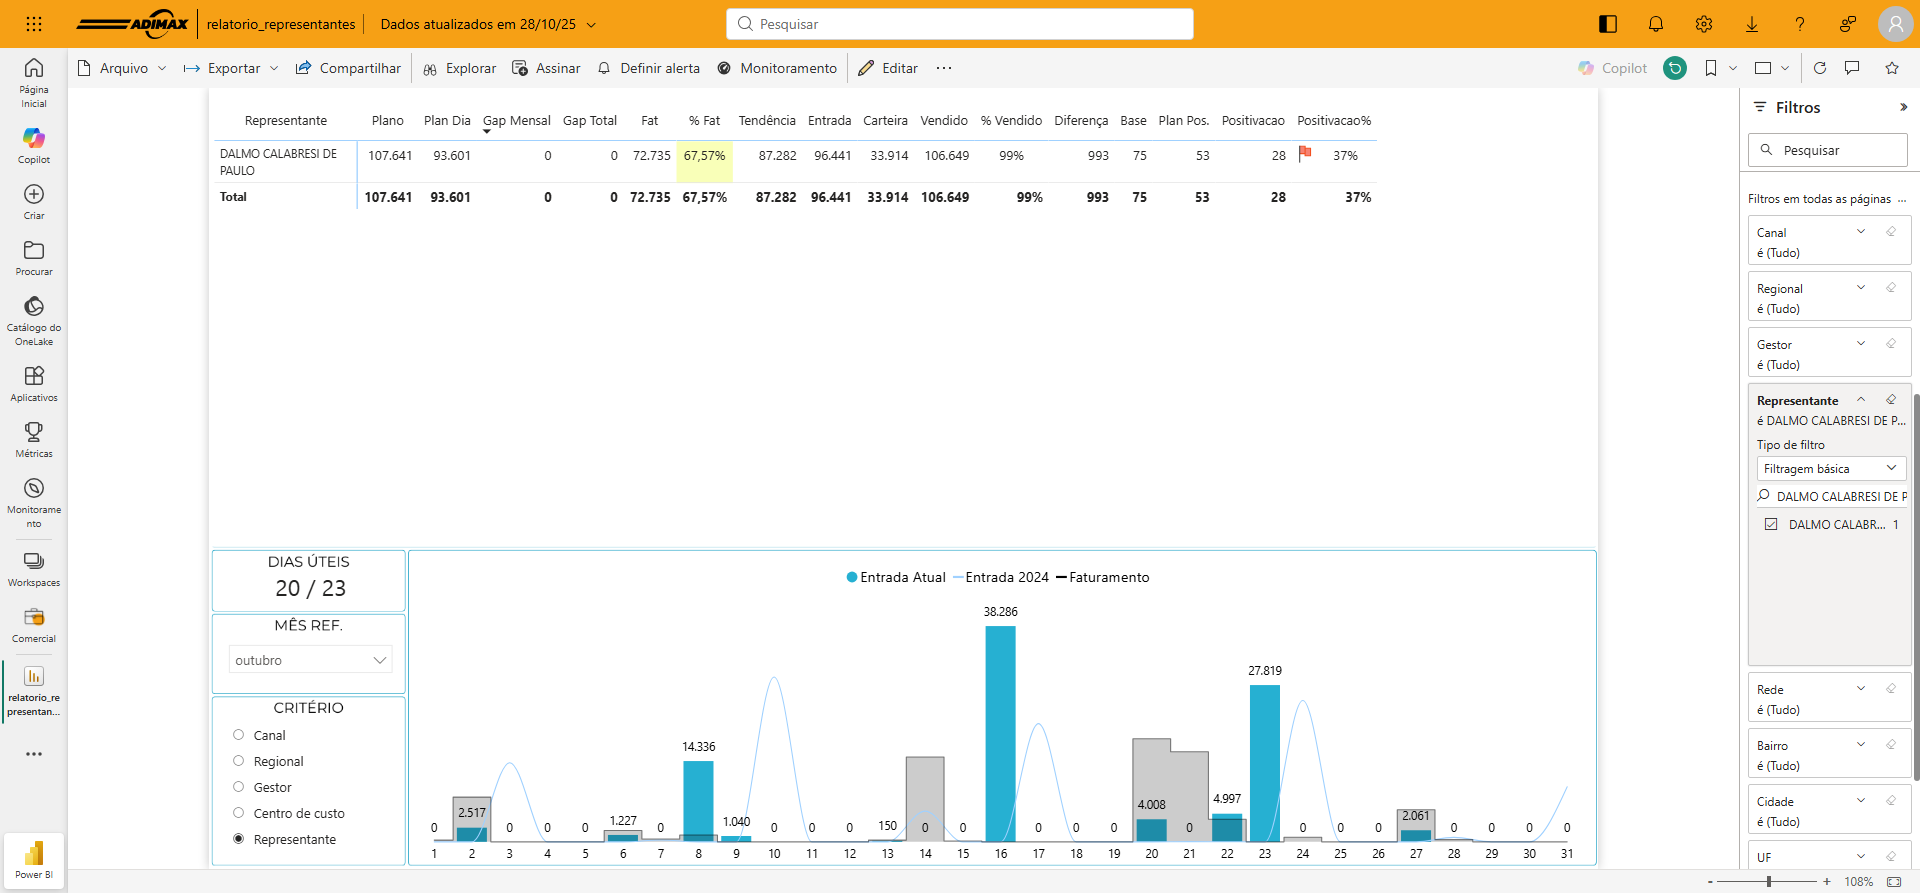 ADIMAX
relatorio_representantes
Dados atualizados em 28/10/25
Pesquisar
Arquivo
Exportar
Compartilhar
Explorar
Assinar
Definir alerta
Monitoramento
Editar
Copilot
Página
Inicial
Copilot
Criar
Procurar
Catálogo do
OneLake
Aplicativos
Métricas
Monitorame
nto
Workspaces
Comercial
relatorio_re
presentan...
Power BI
Representante Plano Plan Dia Gap Mensal Gap Total Fat % Fat Tendência Entrada Carteira Vendido % Vendido Diferença Base Plan Pos. Positivacao Positivacao%
DALMO CALABRESI DE
PAULO
107.641 93.601 0 0 72.735 67,57% 87.282 96.441 33.914 106.649 99% 993 75 53 28 37%
Total 107.641 93.601 0 0 72.735 67,57% 87.282 96.441 33.914 106.649 99% 993 75 53 28 37%
DIAS ÚTEIS
20 / 23
MÊS REF.
outubro
CRITÉRIO
Canal
Regional
Gestor
Centro de custo
Representante
Entrada Atual Entrada 2024 Faturamento
0 2.517 0 0 0 1.227 0 14.336 1.040 0 0 0 150 0 0 38.286 0 0 0 4.008 0 4.997 27.819 0 0 0 2.061 0 0 0 0
1 2 3 4 5 6 7 8 9 10 11 12 13 14 15 16 17 18 19 20 21 22 23 24 25 26 27 28 29 30 31
Filtros
Pesquisar
Filtros em todas as páginas ...
Canal
é (Tudo)
Regional
é (Tudo)
Gestor
é (Tudo)
Representante
é DALMO CALABRESI DE P...
Tipo de filtro
Filtragem básica
DALMO CALABRESI DE P
DALMO CALABR... 1
Rede
é (Tudo)
Bairro
é (Tudo)
Cidade
é (Tudo)
UF
- + 108%